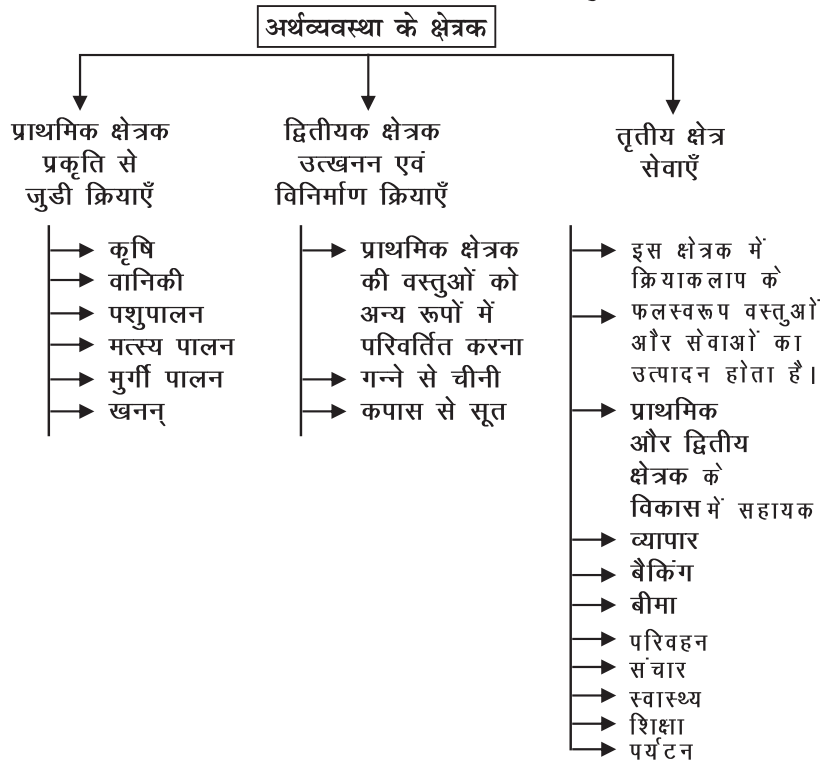 अर्थव्यवस्था के क्षेत्रक
प्राथमिक क्षेत्रक
प्रकृति से
जुडी क्रियाएँ
कृषि
वानिकी
पशुपालन
मत्स्य पालन
मुर्गी पालन
खनन्
द्वितीयक क्षेत्रक
उत्खनन एवं
विनिर्माण क्रियाएँ
प्राथमिक क्षेत्रक
की वस्तुओं को
अन्य रूपों में
परिवर्तित करना
गन्ने से चीनी
कपास से सूत
तृतीय क्षेत्र
सेवाएँ
इस क्षेत्रक में
क्रियाकलाप के
फलस्वरूप वस्तुओं
और सेवाओं का
उत्पादन होता है।
प्राथमिक
और द्वितीय
क्षेत्रक के
विकास में सहायक
व्यापार
बैकिंग
बीमा
परिवहन
संचार
स्वास्थ्य
शिक्षा
पर्यटन